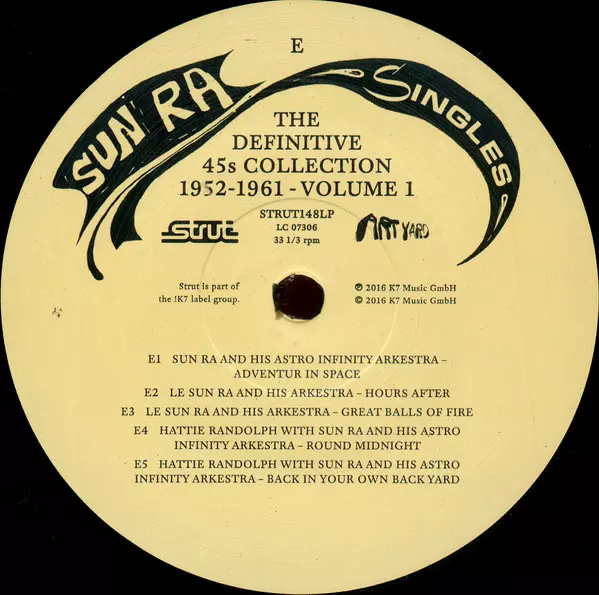 E
SUN RA
SINGLES
THE
DEFINITIVE
45s COLLECTION
1952-1961 - VOLUME 1
STRUT148LP
LC 07306
33 1/3 rpm
strut
ART YARD
Strut is part of
the !K7 label group.
℗ 2016 K7 Music GmbH
© 2016 K7 Music GmbH
E1 SUN RA AND HIS ASTRO INFINITY ARKESTRA –
ADVENTUR IN SPACE
E2 LE SUN RA AND HIS ARKESTRA – HOURS AFTER
E3 LE SUN RA AND HIS ARKESTRA – GREAT BALLS OF FIRE
E4 HATTIE RANDOLPH WITH SUN RA AND HIS ASTRO
INFINITY ARKESTRA – ROUND MIDNIGHT
E5 HATTIE RANDOLPH WITH SUN RA AND HIS ASTRO
INFINITY ARKESTRA – BACK IN YOUR OWN BACK YARD